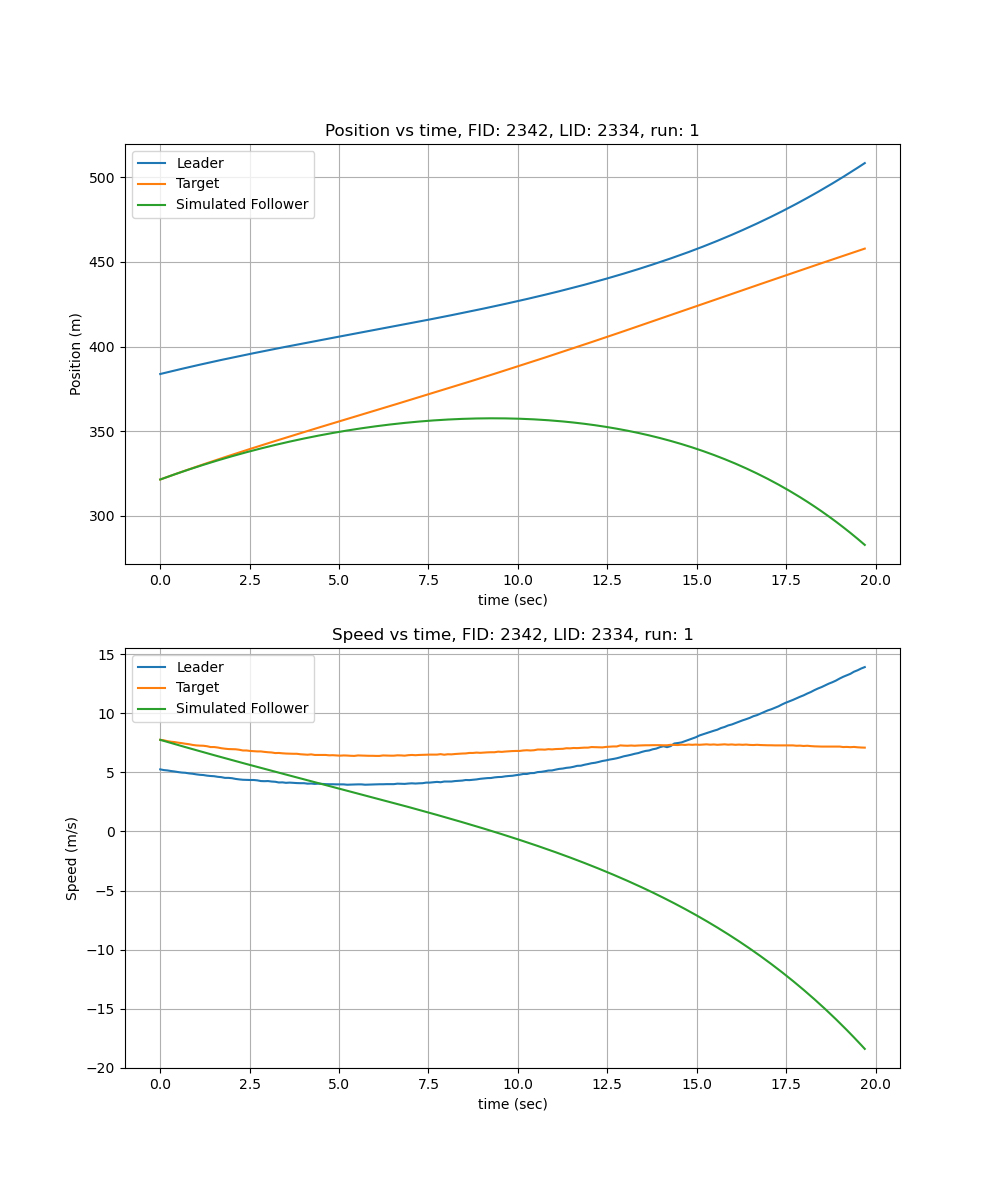 Position vs time, FID: 2342, LID: 2334, run: 1
Leader
Target
Simulated Follower
500
450
400
350
300
Position (m)
0.0 2.5 5.0 7.5 10.0 12.5 15.0 17.5 20.0
time (sec)
Speed vs time, FID: 2342, LID: 2334, run: 1
Leader
Target
Simulated Follower
15
10
5
0
−5
−10
−15
−20
Speed (m/s)
0.0 2.5 5.0 7.5 10.0 12.5 15.0 17.5 20.0
time (sec)